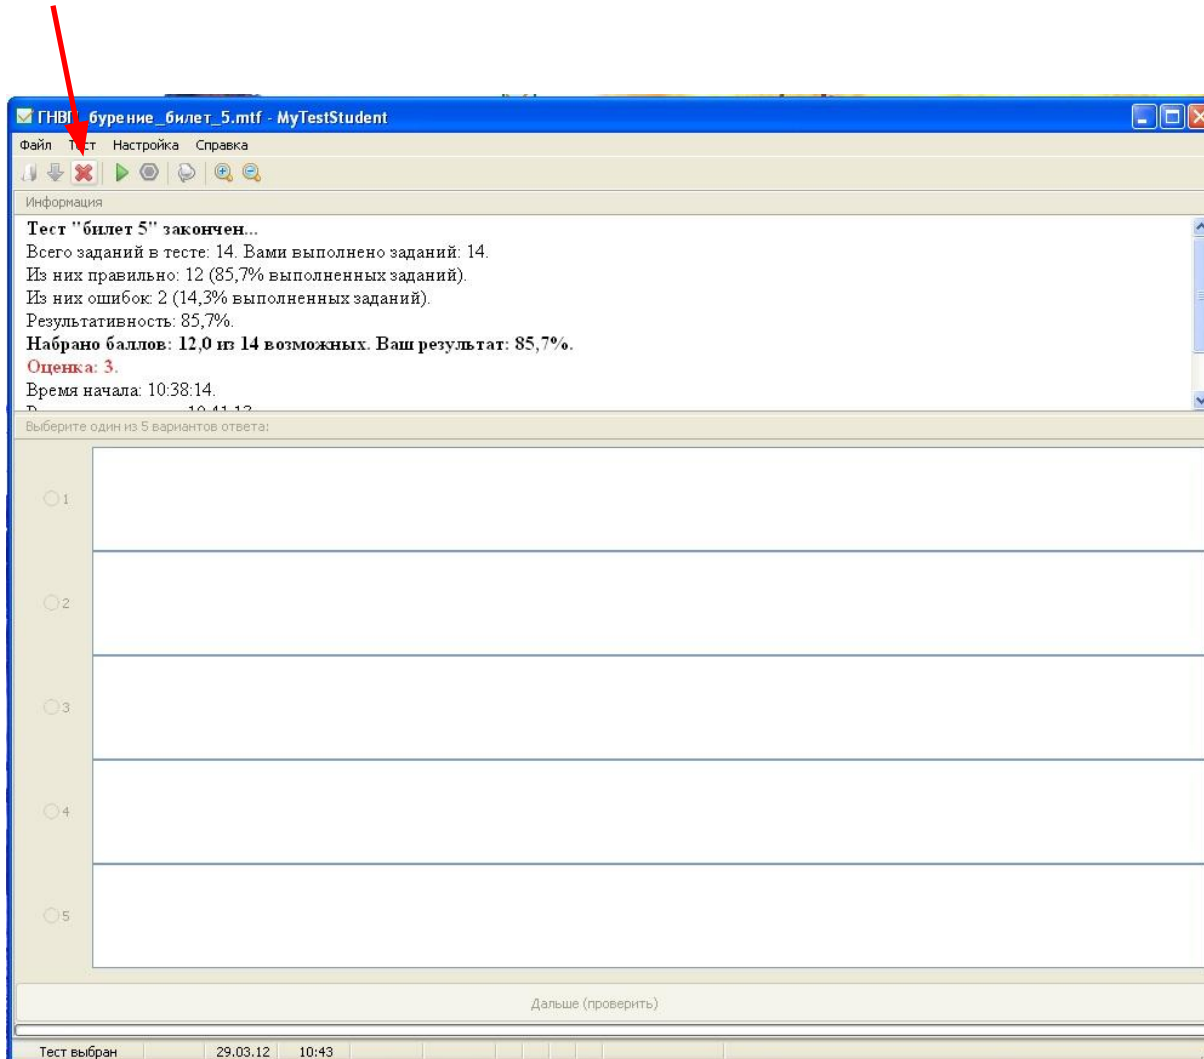 бурение_билет_5.mtf - MyTestStudent
Файл Тест Настройка Справка
Информация
Тест "билет 5" закончен...
Всего заданий в тесте: 14. Вами выполнено заданий: 14.
Из них правильно: 12 (85,7% выполненных заданий).
Из них ошибок: 2 (14,3% выполненных заданий).
Результативность: 85,7%.
Набрано баллов: 12,0 из 14 возможных. Ваш результат: 85,7%.
Оценка: 3.
Время начала: 10:38:14.
Выберите один из 5 вариантов ответа:
1
2
3
4
5
Дальше (проверить)
Тест выбран 29.03.12 10:43